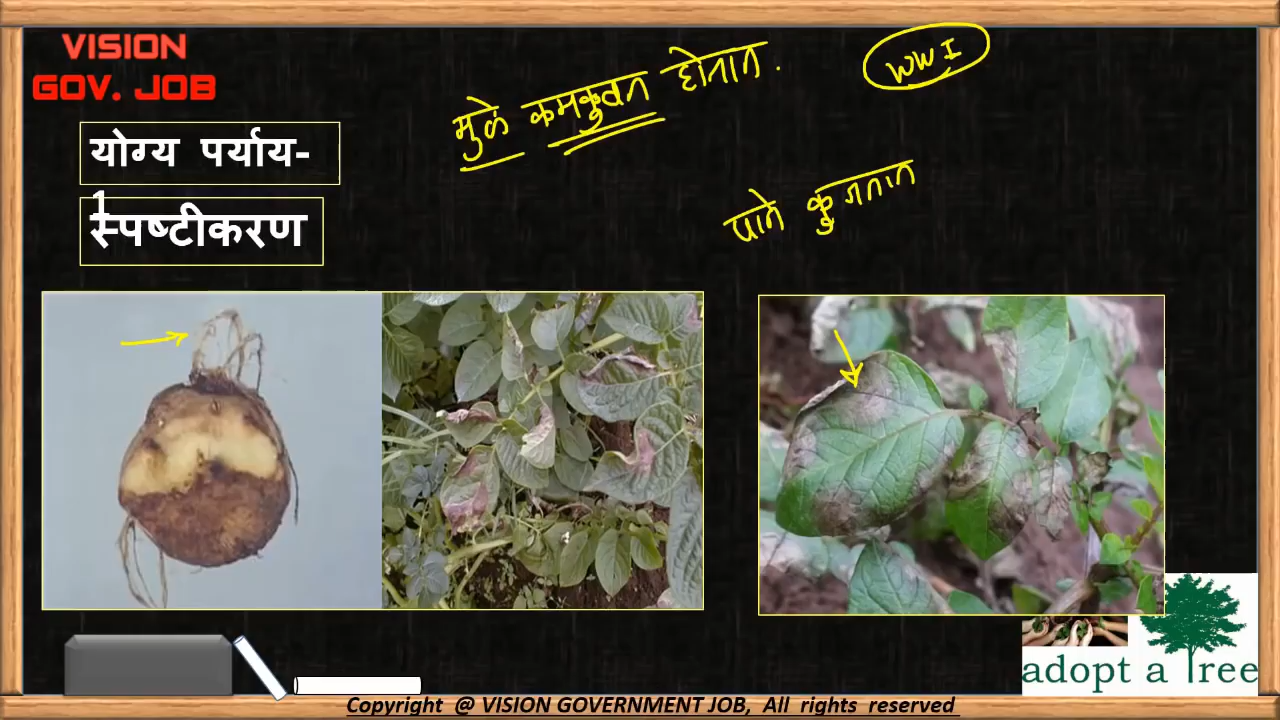 VISION
GOV. JOB
मुळे कमकुवत होतात.
WWI
योग्य पर्याय-
1
स्पष्टीकरण
पाने कुजतात
adopt a Tree
Copyright @ VISION GOVERNMENT JOB, All rights reserved